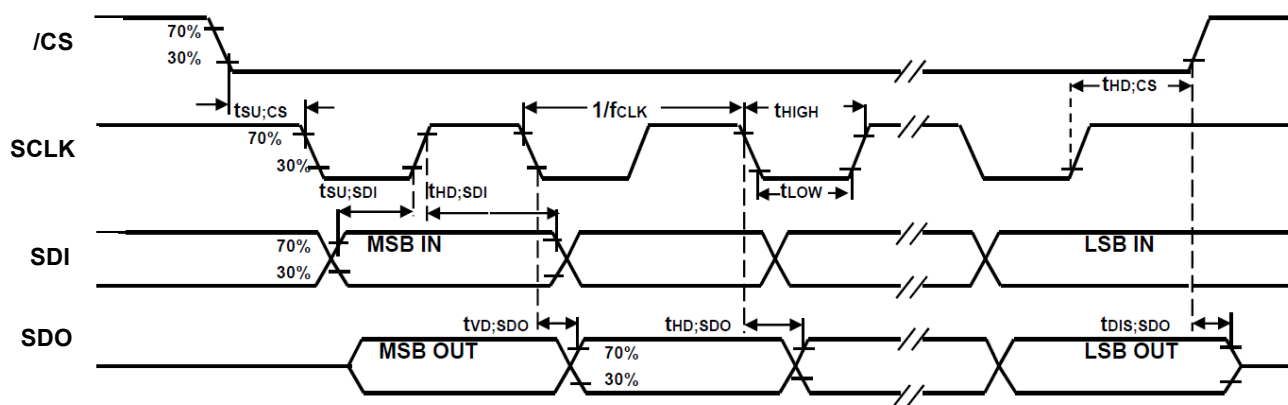 /CS
70%
30%
tSU;CS
1/fCLK
tHIGH
tHD;CS
SCLK
70%
30%
tSU;SDI
tHD;SDI
tLOW
SDI
70%
30%
MSB IN
LSB IN
tVD;SDO
tHD;SDO
tDIS;SDO
SDO
MSB OUT
70%
30%
LSB OUT